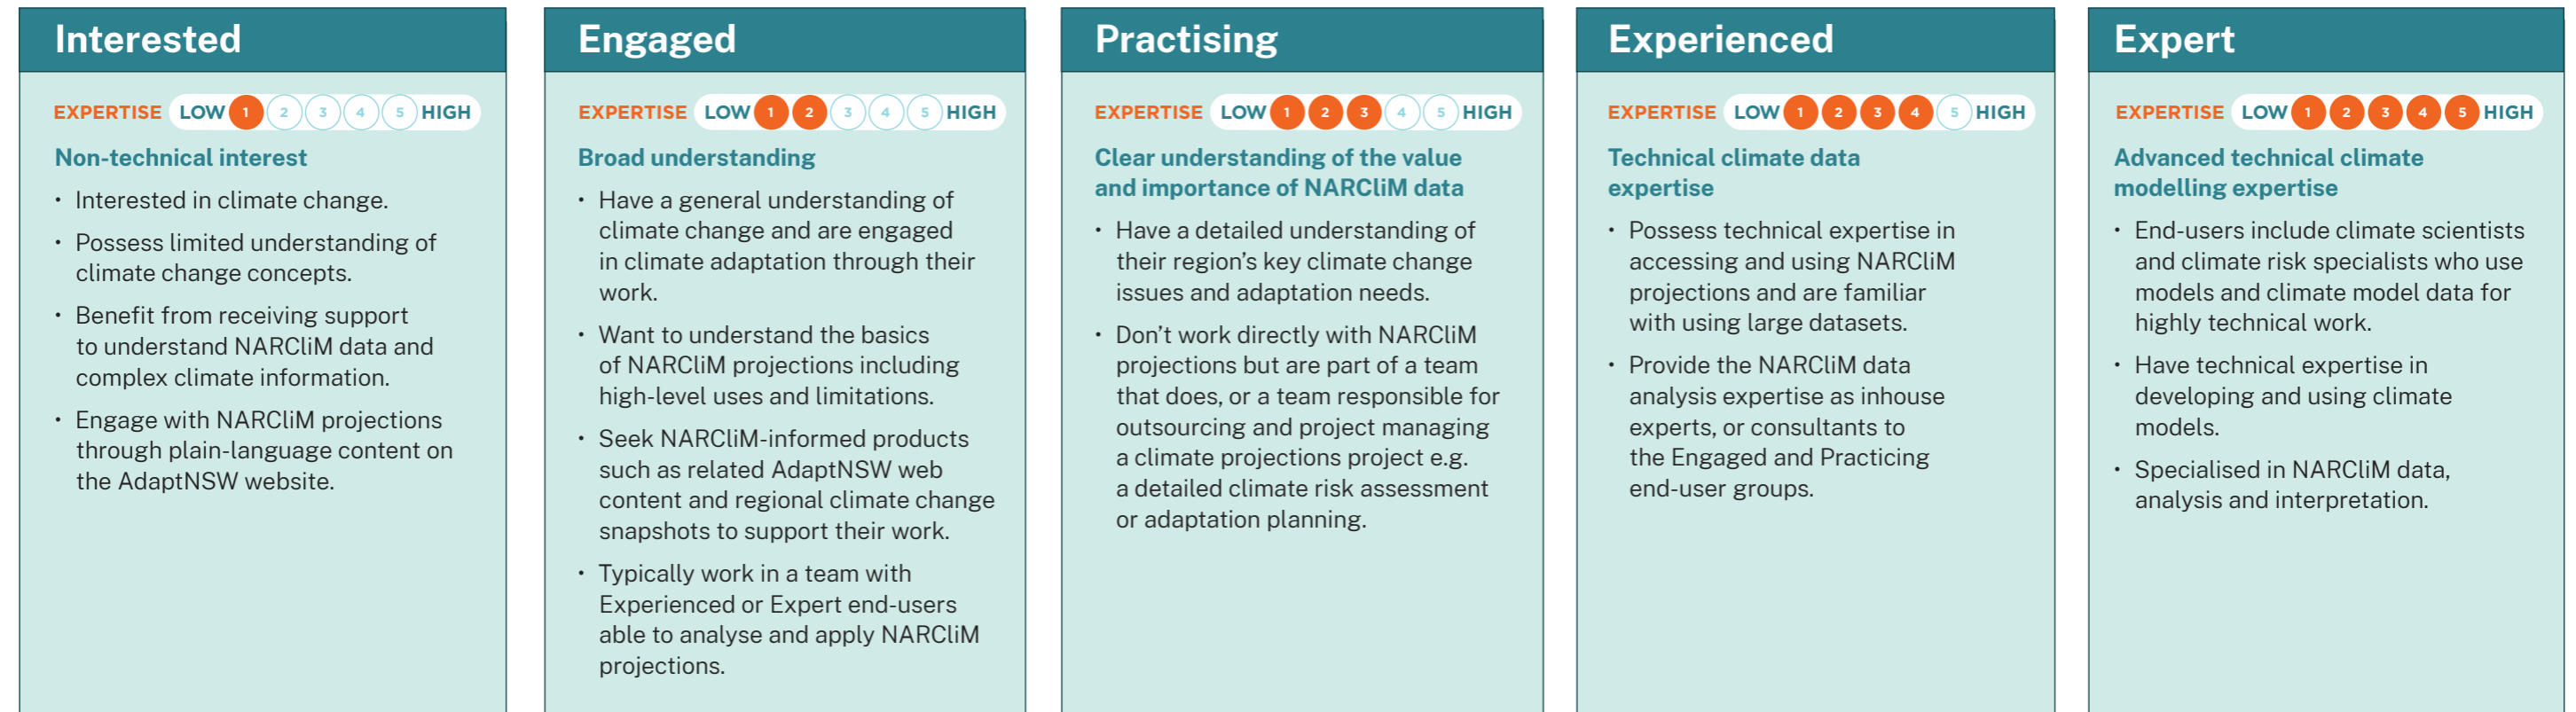 Interested
EXPERTISE LOW 1 2 3 4 5 HIGH
Non-technical interest
• Interested in climate change.
• Possess limited understanding of
climate change concepts.
• Benefit from receiving support
to understand NARCliM data and
complex climate information.
• Engage with NARCliM projections
through plain-language content on
the AdaptNSW website.
Engaged
EXPERTISE LOW 1 2 3 4 5 HIGH
Broad understanding
• Have a general understanding of
climate change and are engaged
in climate adaptation through their
work.
• Want to understand the basics
of NARCliM projections including
high-level uses and limitations.
• Seek NARCliM-informed products
such as related AdaptNSW web
content and regional climate change
snapshots to support their work.
• Typically work in a team with
Experienced or Expert end-users
able to analyse and apply NARCliM
projections.
Practising
EXPERTISE LOW 1 2 3 4 5 HIGH
Clear understanding of the value
and importance of NARCliM data
• Have a detailed understanding of
their region's key climate change
issues and adaptation needs.
• Don't work directly with NARCliM
projections but are part of a team
that does, or a team responsible for
outsourcing and project managing
a climate projections project e.g.
a detailed climate risk assessment
or adaptation planning.
Experienced
EXPERTISE LOW 1 2 3 4 5 HIGH
Technical climate data
expertise
• Possess technical expertise in
accessing and using NARCliM
projections and are familiar
with using large datasets.
• Provide the NARCliM data
analysis expertise as inhouse
experts, or consultants to
the Engaged and Practicing
end-user groups.
Expert
EXPERTISE LOW 1 2 3 4 5 HIGH
Advanced technical climate
modelling expertise
• End-users include climate scientists
and climate risk specialists who use
models and climate model data for
highly technical work.
• Have technical expertise in
developing and using climate
models.
• Specialised in NARCliM data,
analysis and interpretation.